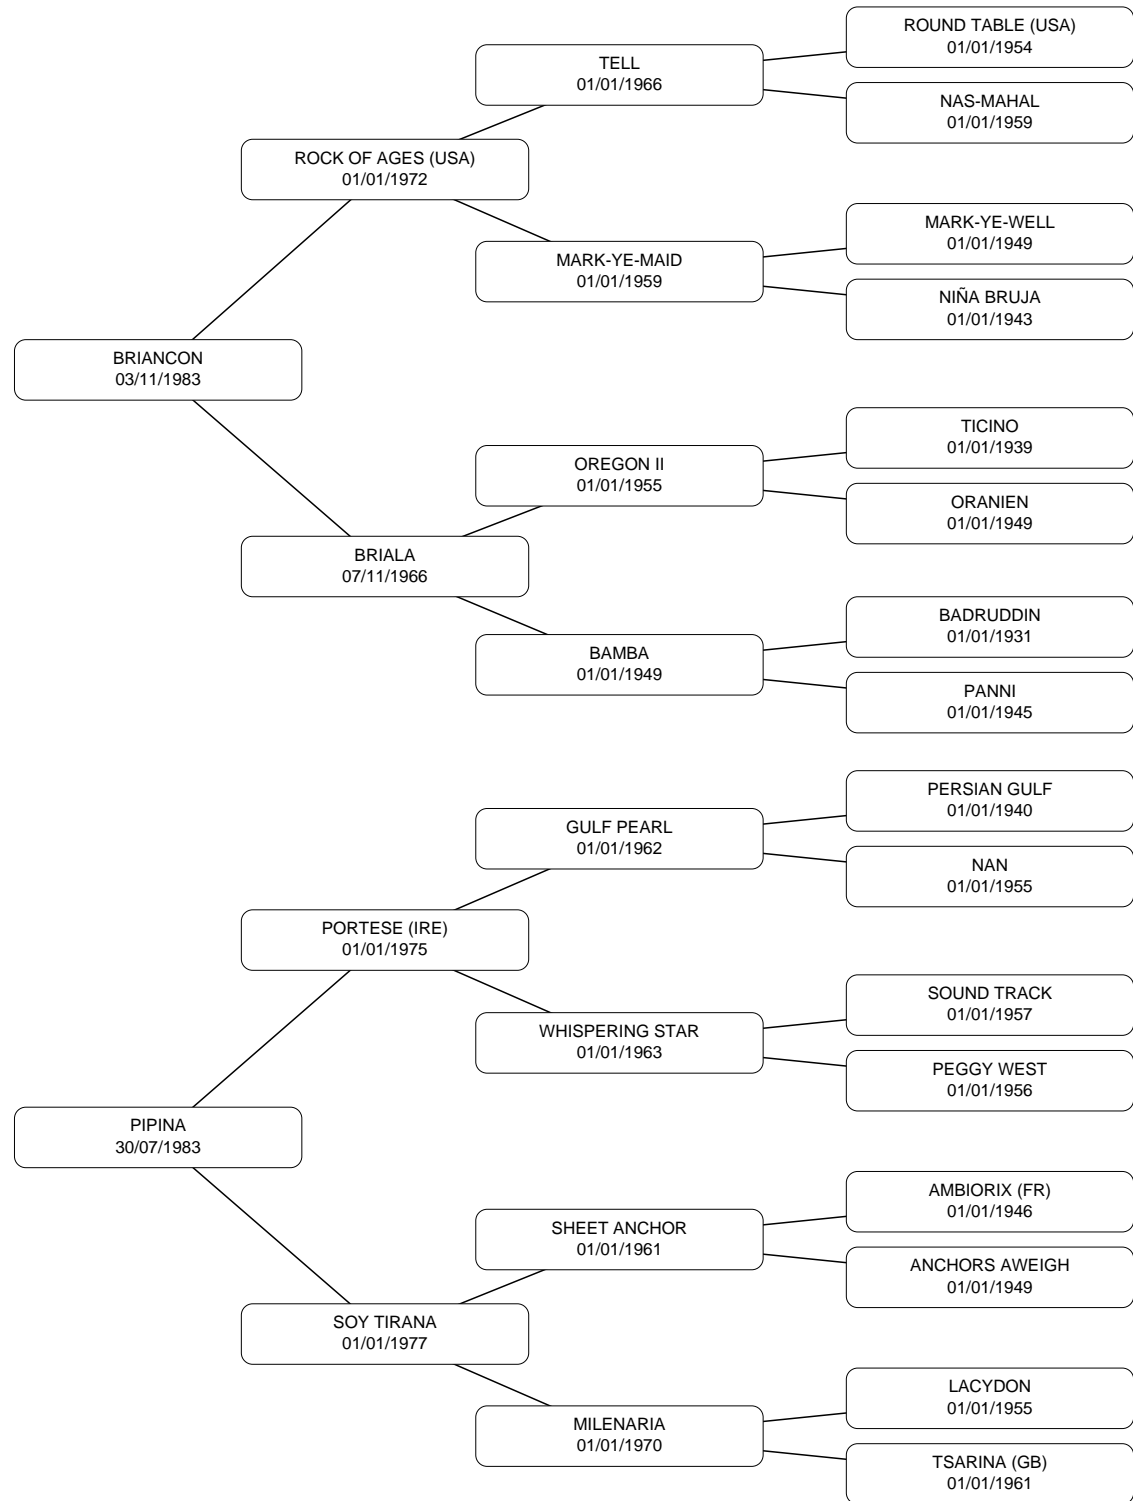 ROUND TABLE (USA)
01/01/1954
TELL
01/01/1966
NAS-MAHAL
01/01/1959
ROCK OF AGES (USA)
01/01/1972
MARK-YE-WELL
01/01/1949
MARK-YE-MAID
01/01/1959
NIÑA BRUJA
01/01/1943
BRIANCON
03/11/1983
TICINO
01/01/1939
OREGON II
01/01/1955
ORANIEN
01/01/1949
BRIALA
07/11/1966
BADRUDDIN
01/01/1931
BAMBA
01/01/1949
PANNI
01/01/1945
PERSIAN GULF
01/01/1940
GULF PEARL
01/01/1962
NAN
01/01/1955
PORTESE (IRE)
01/01/1975
SOUND TRACK
01/01/1957
WHISPERING STAR
01/01/1963
PEGGY WEST
01/01/1956
PIPINA
30/07/1983
AMBIORIX (FR)
01/01/1946
SHEET ANCHOR
01/01/1961
ANCHORS AWEIGH
01/01/1949
SOY TIRANA
01/01/1977
LACYDON
01/01/1955
MILENARIA
01/01/1970
TSARINA (GB)
01/01/1961